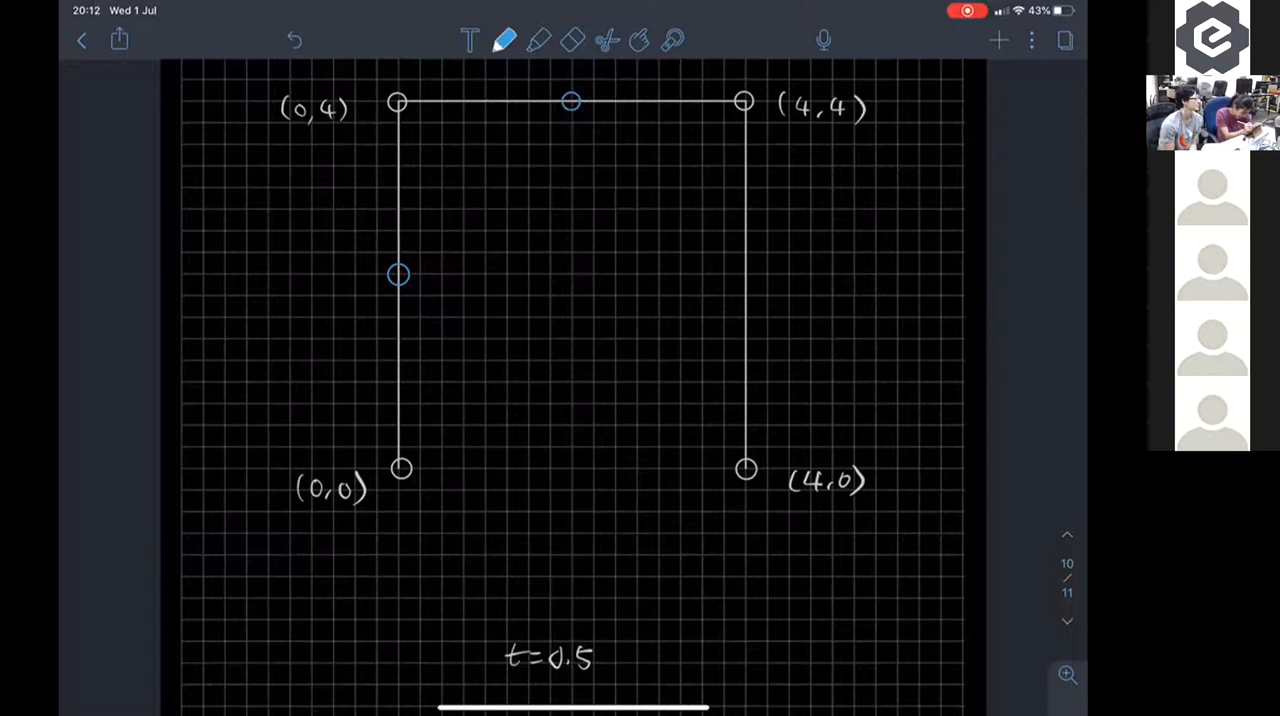 20:12 Wed 1 Jul
43%
T
(0,4)
(4,4)
(0,0)
(4,0)
10
/
11
t=0.5